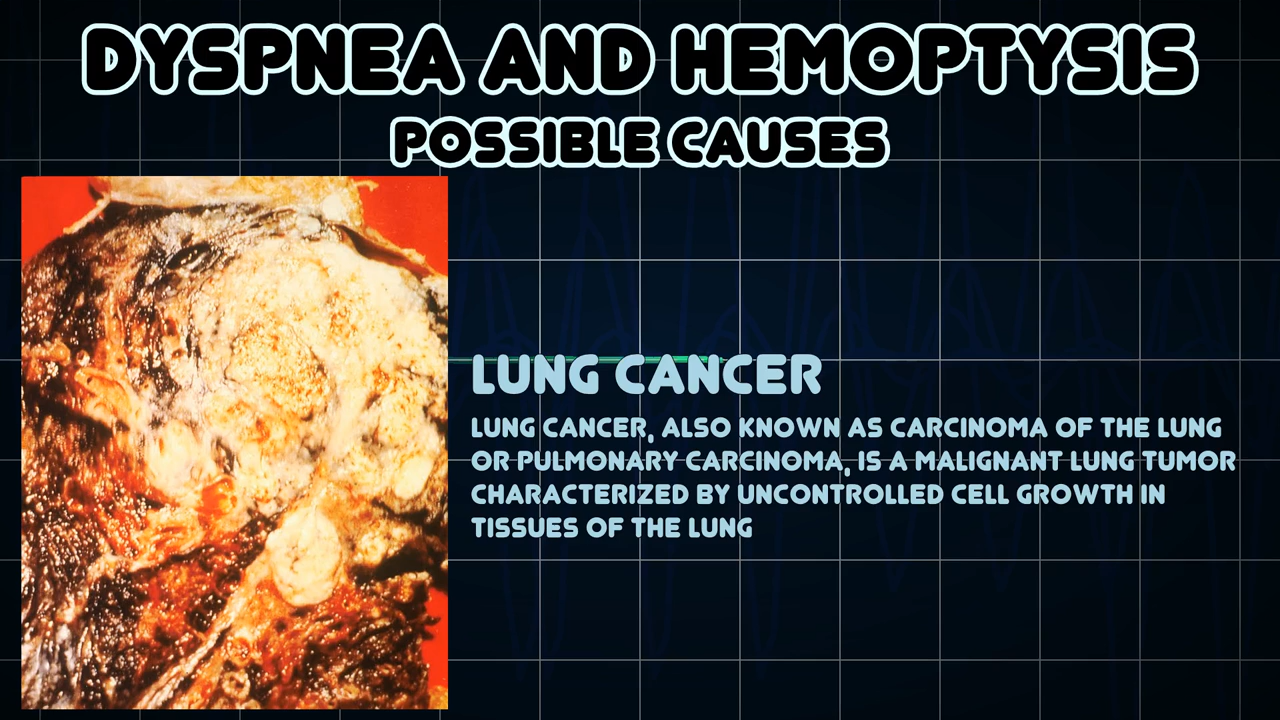 DYSPNEA AND HEMOPTYSIS
POSSIBLE CAUSES
LUNG CANCER
LUNG CANCER, ALSO KNOWN AS CARCINOMA OF THE LUNG
OR PULMONARY CARCINOMA, IS A MALIGNANT LUNG TUMOR
CHARACTERIZED BY UNCONTROLLED CELL GROWTH IN
TISSUES OF THE LUNG